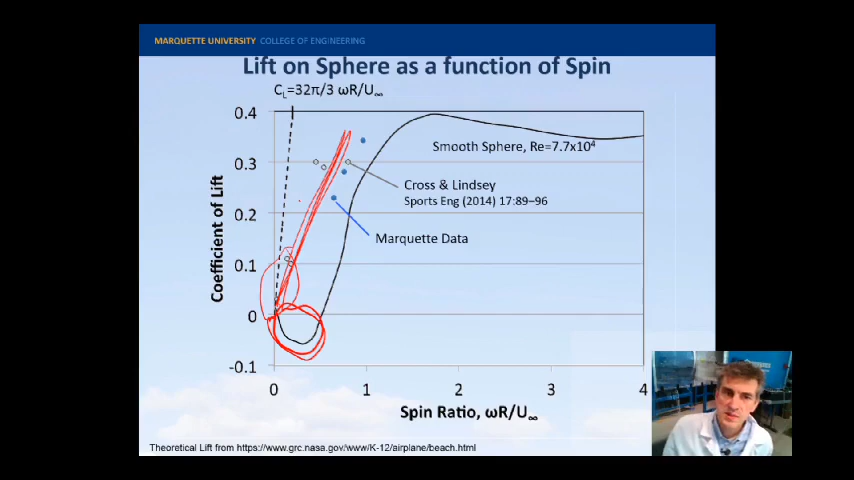 MARQUETTE UNIVERSITY COLLEGE OF ENGINEERING
Lift on Sphere as a function of Spin
C_L=32π/3 ωR/U∞
0.4
Smooth Sphere, Re=7.7x10⁴
0.3
Cross & Lindsey
Sports Eng (2014) 17:89–96
0.2
Marquette Data
0.1
0
-0.1
Coefficient of Lift
0 1 2 3 4
Spin Ratio, ωR/U∞
Theoretical Lift from https://www.grc.nasa.gov/www/K-12/airplane/beach.html